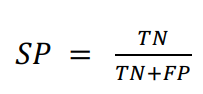 SP = TN / TN+FP